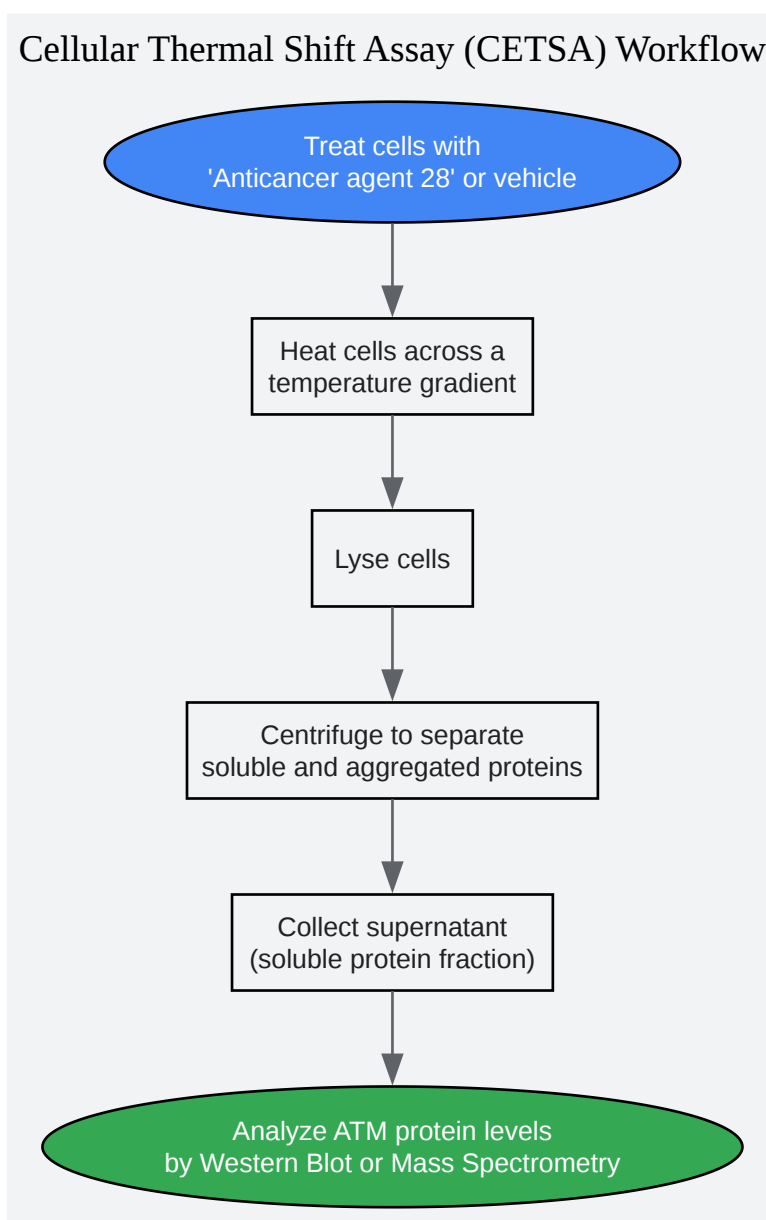 Cellular Thermal Shift Assay (CETSA) Workflow
Treat cells with
'Anticancer agent 28' or vehicle
Heat cells across a
temperature gradient
Lyse cells
Centrifuge to separate
soluble and aggregated proteins
Collect supernatant
(soluble protein fraction)
Analyze ATM protein levels
by Western Blot or Mass Spectrometry